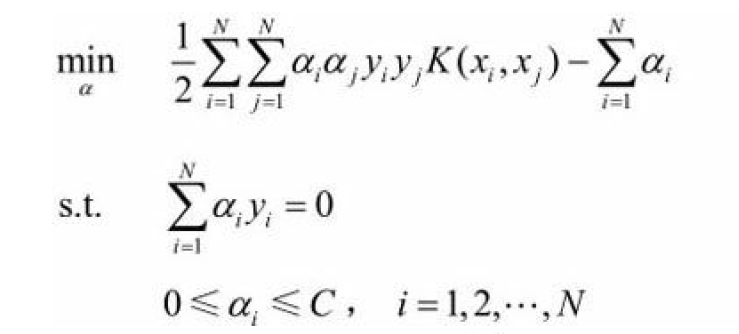 min_α 1/2 ∑_{i=1}^{N} ∑_{j=1}^{N} α_i α_j y_i y_j K(x_i, x_j) − ∑_{i=1}^{N} α_i
s.t. ∑_{i=1}^{N} α_i y_i = 0
0 ⩽ α_i ⩽ C， i = 1,2,⋯,N